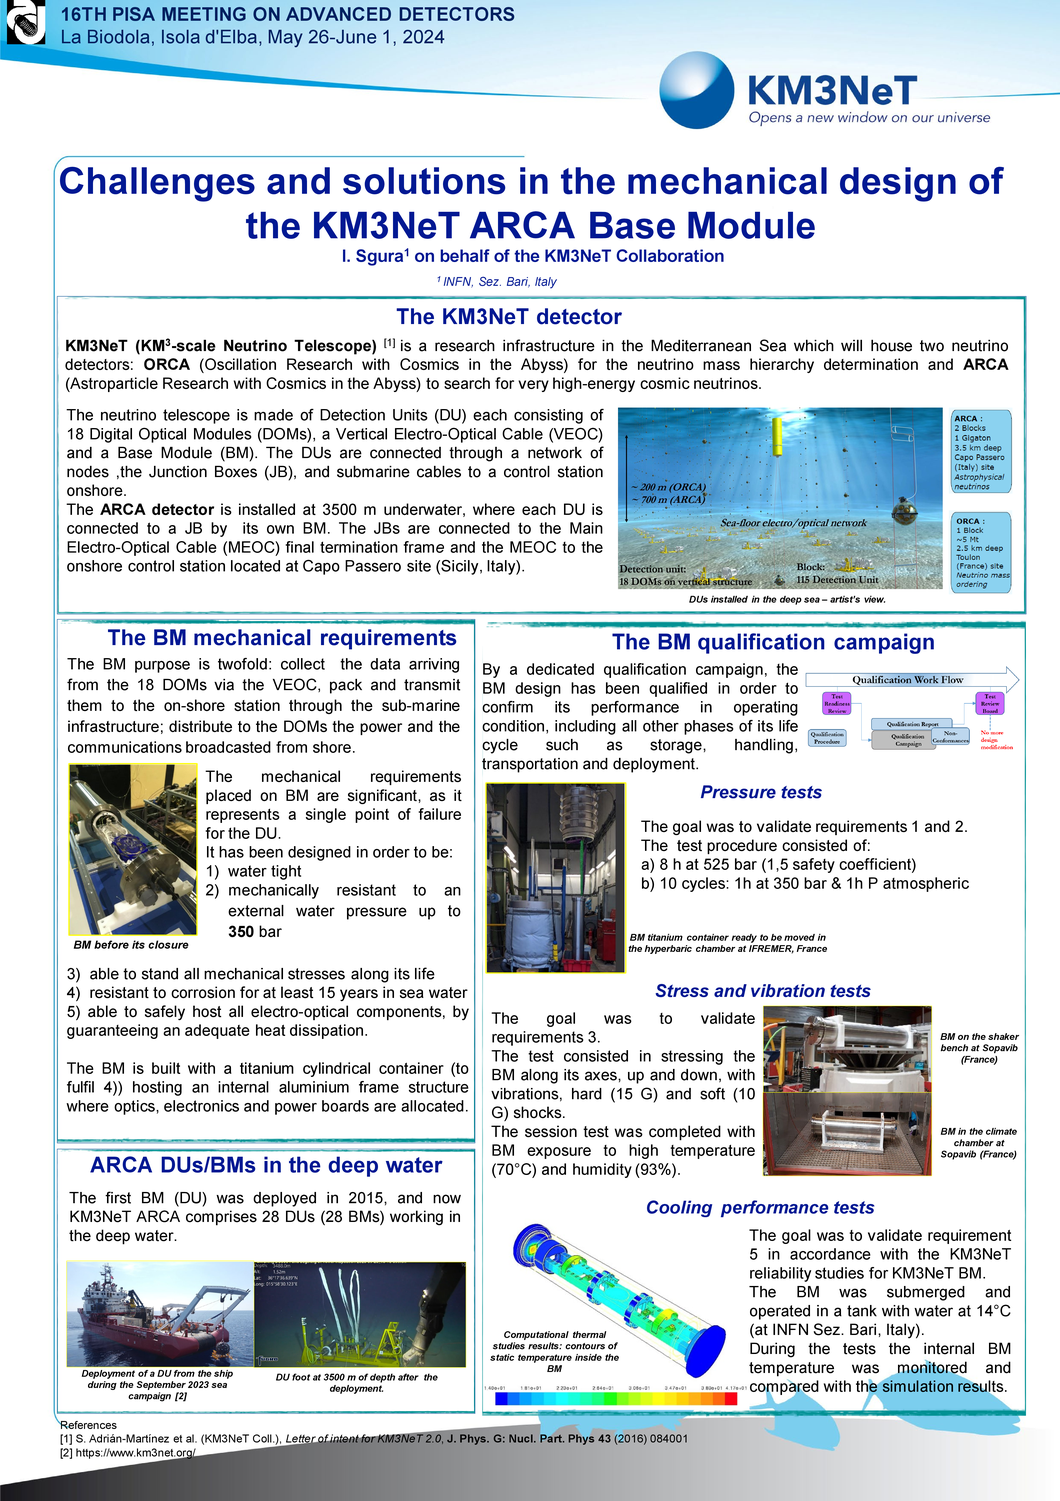 16TH PISA MEETING ON ADVANCED DETECTORS
La Biodola, Isola d'Elba, May 26-June 1, 2024
KM3NeT
Opens a new window on our universe
Challenges and solutions in the mechanical design of
the KM3NeT ARCA Base Module
I. Sgura1 on behalf of the KM3NeT Collaboration
1 INFN, Sez. Bari, Italy
The KM3NeT detector
KM3NeT (KM3-scale Neutrino Telescope) [1] is a research infrastructure in the Mediterranean Sea which will house two neutrino
detectors: ORCA (Oscillation Research with Cosmics in the Abyss) for the neutrino mass hierarchy determination and ARCA
(Astroparticle Research with Cosmics in the Abyss) to search for very high-energy cosmic neutrinos.
The neutrino telescope is made of Detection Units (DU) each consisting of
18 Digital Optical Modules (DOMs), a Vertical Electro-Optical Cable (VEOC)
and a Base Module (BM). The DUs are connected through a network of
nodes ,the Junction Boxes (JB), and submarine cables to a control station
onshore.
The ARCA detector is installed at 3500 m underwater, where each DU is
connected to a JB by its own BM. The JBs are connected to the Main
Electro-Optical Cable (MEOC) final termination frame and the MEOC to the
onshore control station located at Capo Passero site (Sicily, Italy).
~ 200 m (ORCA)
~ 700 m (ARCA)
Sea-floor electro/optical network
Detection unit:
18 DOMs on vertical structure
Block:
115 Detection Unit
DUs installed in the deep sea – artist's view.
ARCA :
2 Blocks
1 Gigaton
3.5 km deep
Capo Passero
(Italy) site
Astrophysical
neutrinos
ORCA :
1 Block
~5 Mt
2.5 km deep
Toulon
(France) site
Neutrino mass
ordering
The BM mechanical requirements
The BM purpose is twofold: collect the data arriving
from the 18 DOMs via the VEOC, pack and transmit
them to the on-shore station through the sub-marine
infrastructure; distribute to the DOMs the power and the
communications broadcasted from shore.
The mechanical requirements
placed on BM are significant, as it
represents a single point of failure
for the DU.
It has been designed in order to be:
1) water tight
2) mechanically resistant to an
external water pressure up to
350 bar
BM before its closure
3) able to stand all mechanical stresses along its life
4) resistant to corrosion for at least 15 years in sea water
5) able to safely host all electro-optical components, by
guaranteeing an adequate heat dissipation.
The BM is built with a titanium cylindrical container (to
fulfil 4)) hosting an internal aluminium frame structure
where optics, electronics and power boards are allocated.
ARCA DUs/BMs in the deep water
The first BM (DU) was deployed in 2015, and now
KM3NeT ARCA comprises 28 DUs (28 BMs) working in
the deep water.
Deployment of a DU from the ship
during the September 2023 sea
campaign [2]
DU foot at 3500 m of depth after the
deployment.
The BM qualification campaign
By a dedicated qualification campaign, the
BM design has been qualified in order to
confirm its performance in operating
condition, including all other phases of its life
cycle such as storage, handling,
transportation and deployment.
Qualification Work Flow
Test
Readiness
Review
Test
Review
Board
Qualification Report
Qualification
Procedure
Qualification
Campaign
Non-
Conformances
No more
design
modification
Pressure tests
The goal was to validate requirements 1 and 2.
The test procedure consisted of:
a) 8 h at 525 bar (1,5 safety coefficient)
b) 10 cycles: 1h at 350 bar & 1h P atmospheric
BM titanium container ready to be moved in
the hyperbaric chamber at IFREMER, France
Stress and vibration tests
The goal was to validate
requirements 3.
The test consisted in stressing the
BM along its axes, up and down, with
vibrations, hard (15 G) and soft (10
G) shocks.
The session test was completed with
BM exposure to high temperature
(70°C) and humidity (93%).
BM on the shaker
bench at Sopavib
(France)
BM in the climate
chamber at
Sopavib (France)
Cooling performance tests
The goal was to validate requirement
5 in accordance with the KM3NeT
reliability studies for KM3NeT BM.
The BM was submerged and
operated in a tank with water at 14°C
(at INFN Sez. Bari, Italy).
During the tests the internal BM
temperature was monitored and
compared with the simulation results.
Computational thermal
studies results: contours of
static temperature inside the
BM
References
[1] S. Adrián-Martínez et al. (KM3NeT Coll.), Letter of intent for KM3NeT 2.0, J. Phys. G: Nucl. Part. Phys 43 (2016) 084001
[2] https://www.km3net.org/